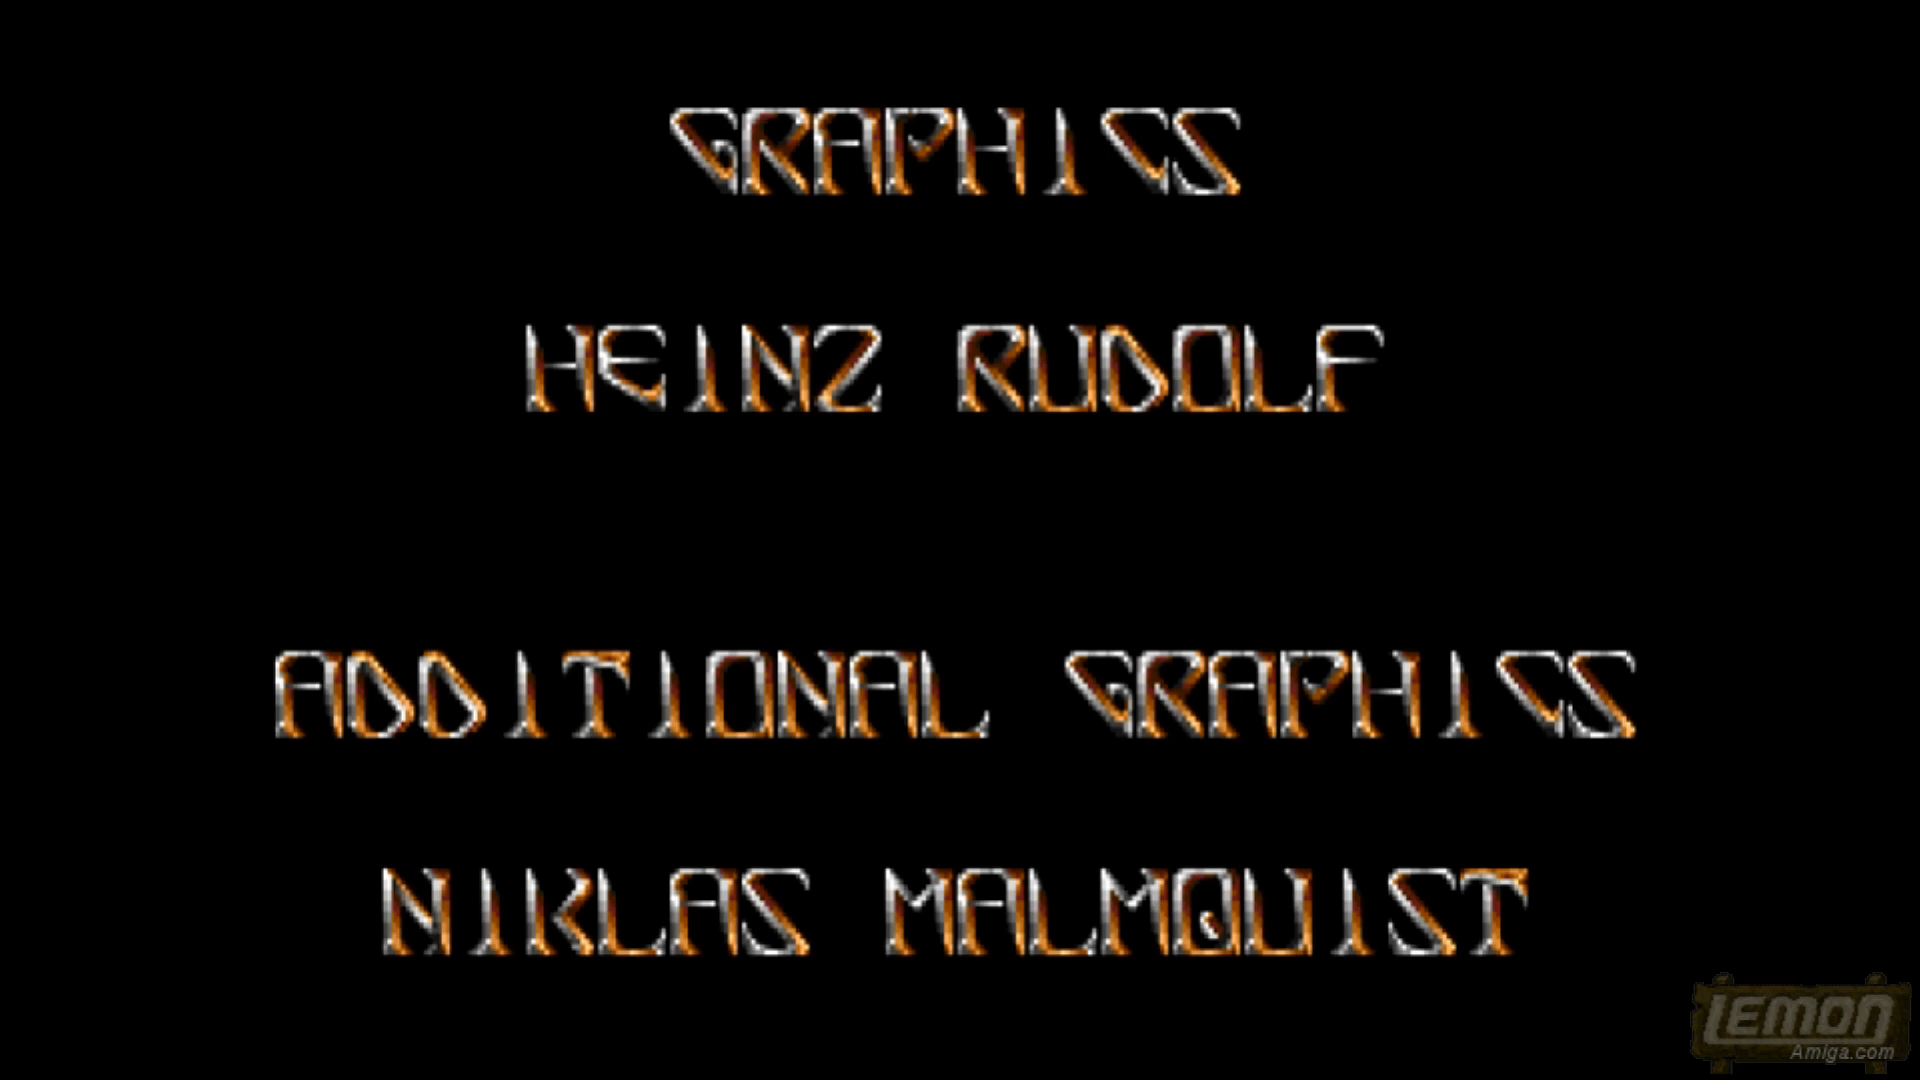 GRAPHICS
HEINZ RUDOLF
ADDITIONAL GRAPHICS
NIKLAS MALMQUIST
LEMON
Amiga.com